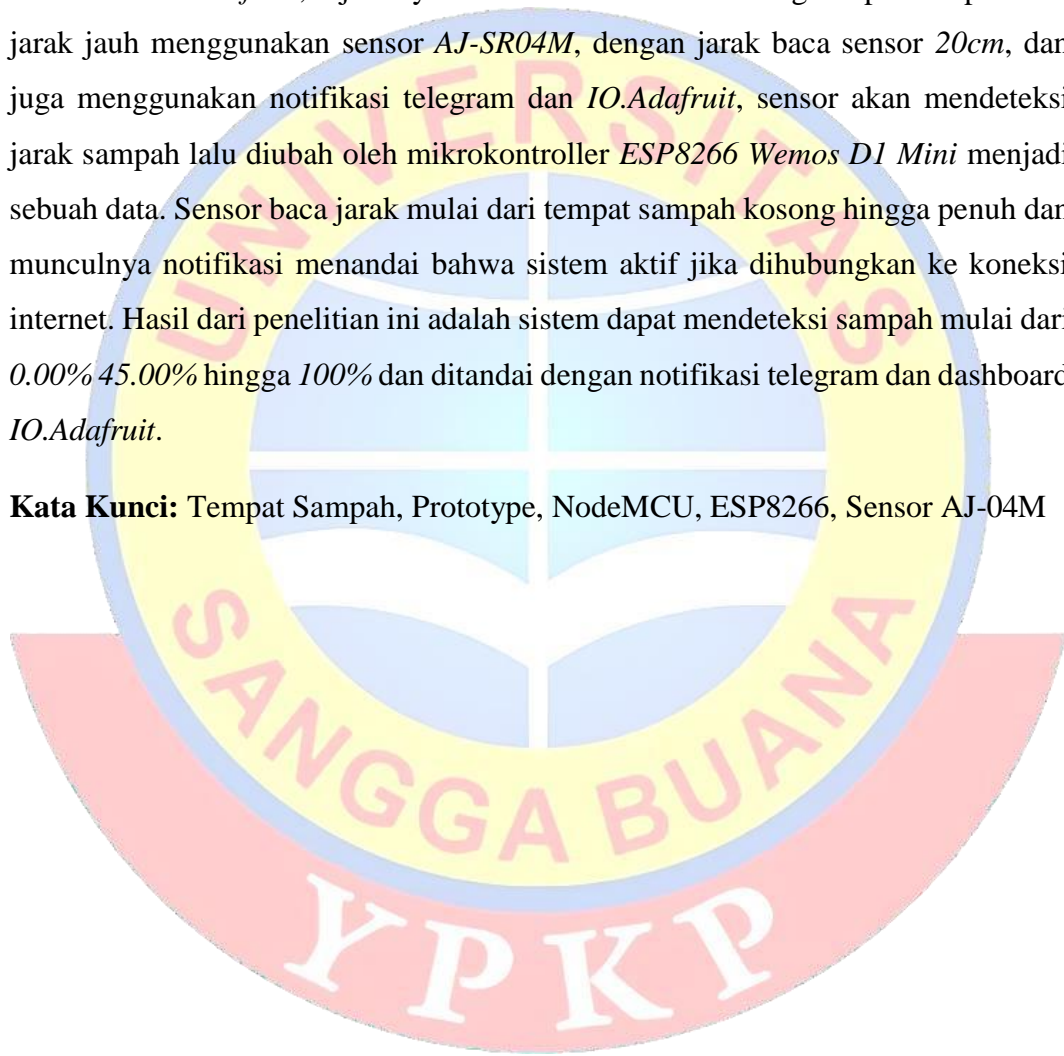 jarak jauh menggunakan sensor AJ-SR04M, dengan jarak baca sensor 20cm, dan
juga menggunakan notifikasi telegram dan IO.Adafruit, sensor akan mendeteksi
jarak sampah lalu diubah oleh mikrokontroller ESP8266 Wemos D1 Mini menjadi
sebuah data. Sensor baca jarak mulai dari tempat sampah kosong hingga penuh dan
munculnya notifikasi menandai bahwa sistem aktif jika dihubungkan ke koneksi
internet. Hasil dari penelitian ini adalah sistem dapat mendeteksi sampah mulai dari
0.00% 45.00% hingga 100% dan ditandai dengan notifikasi telegram dan dashboard
IO.Adafruit.
Kata Kunci: Tempat Sampah, Prototype, NodeMCU, ESP8266, Sensor AJ-04M
UNIVERSITAS
SANGGA BUANA
YPKP